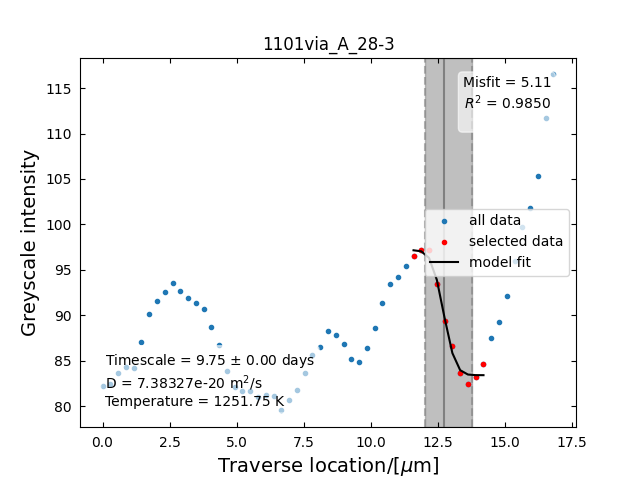 1101via_A_28-3
Misfit = 5.11
R² = 0.9850
all data
selected data
model fit
Timescale = 9.75 ± 0.00 days
D = 7.38327e-20 m²/s
Temperature = 1251.75 K
Greyscale intensity
115
110
105
100
95
90
85
80
0.0 2.5 5.0 7.5 10.0 12.5 15.0 17.5
Traverse location/[μm]